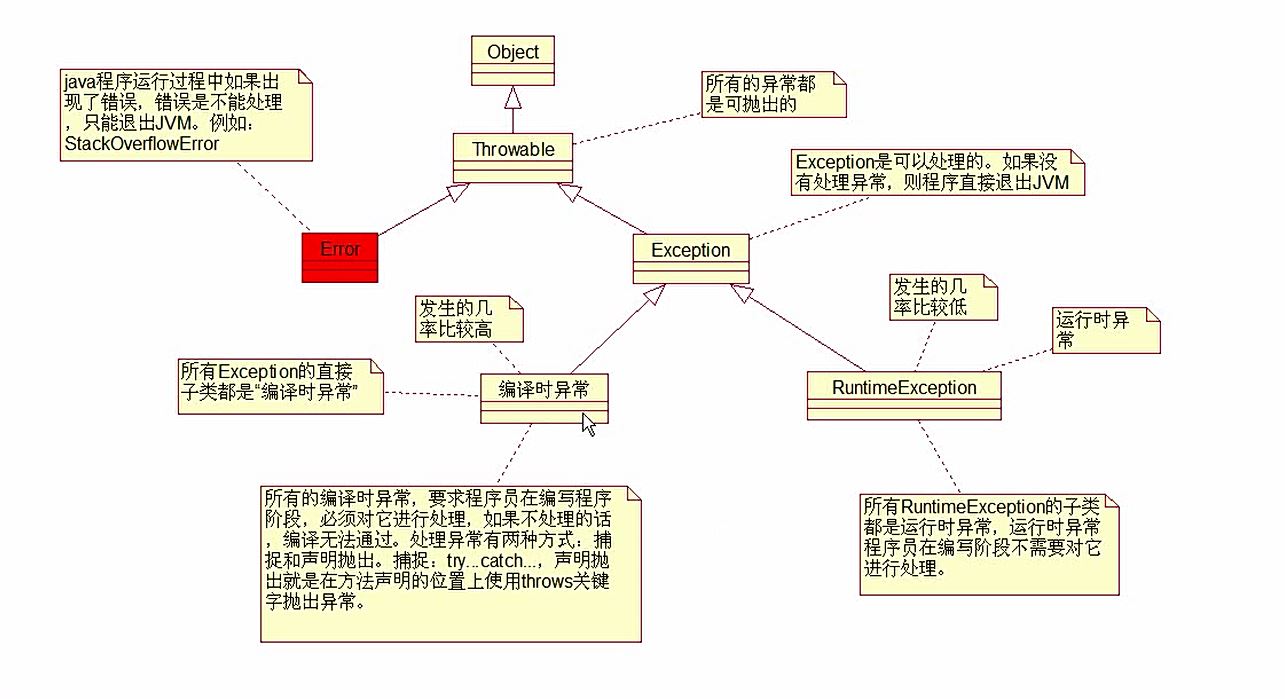 Object
java程序运行过程中如果出
现了错误，错误是不能处理
，只能退出JVM。例如：
StackOverflowError
所有的异常都
是可抛出的
Throwable
Exception是可以处理的。如果没
有处理异常，则程序直接退出JVM
Error
Exception
发生的几
率比较高
发生的几
率比较低
运行时异
常
所有Exception的直接
子类都是“编译时异常”
编译时异常
RuntimeException
所有的编译时异常，要求程序员在编写程序
阶段，必须对它进行处理，如果不处理的话
，编译无法通过。处理异常有两种方式：捕
捉和声明抛出。捕捉：try...catch...，声明抛
出就是在方法声明的位置上使用throws关键
字抛出异常。
所有RuntimeException的子类
都是运行时异常，运行时异常
程序员在编写阶段不需要对它
进行处理。